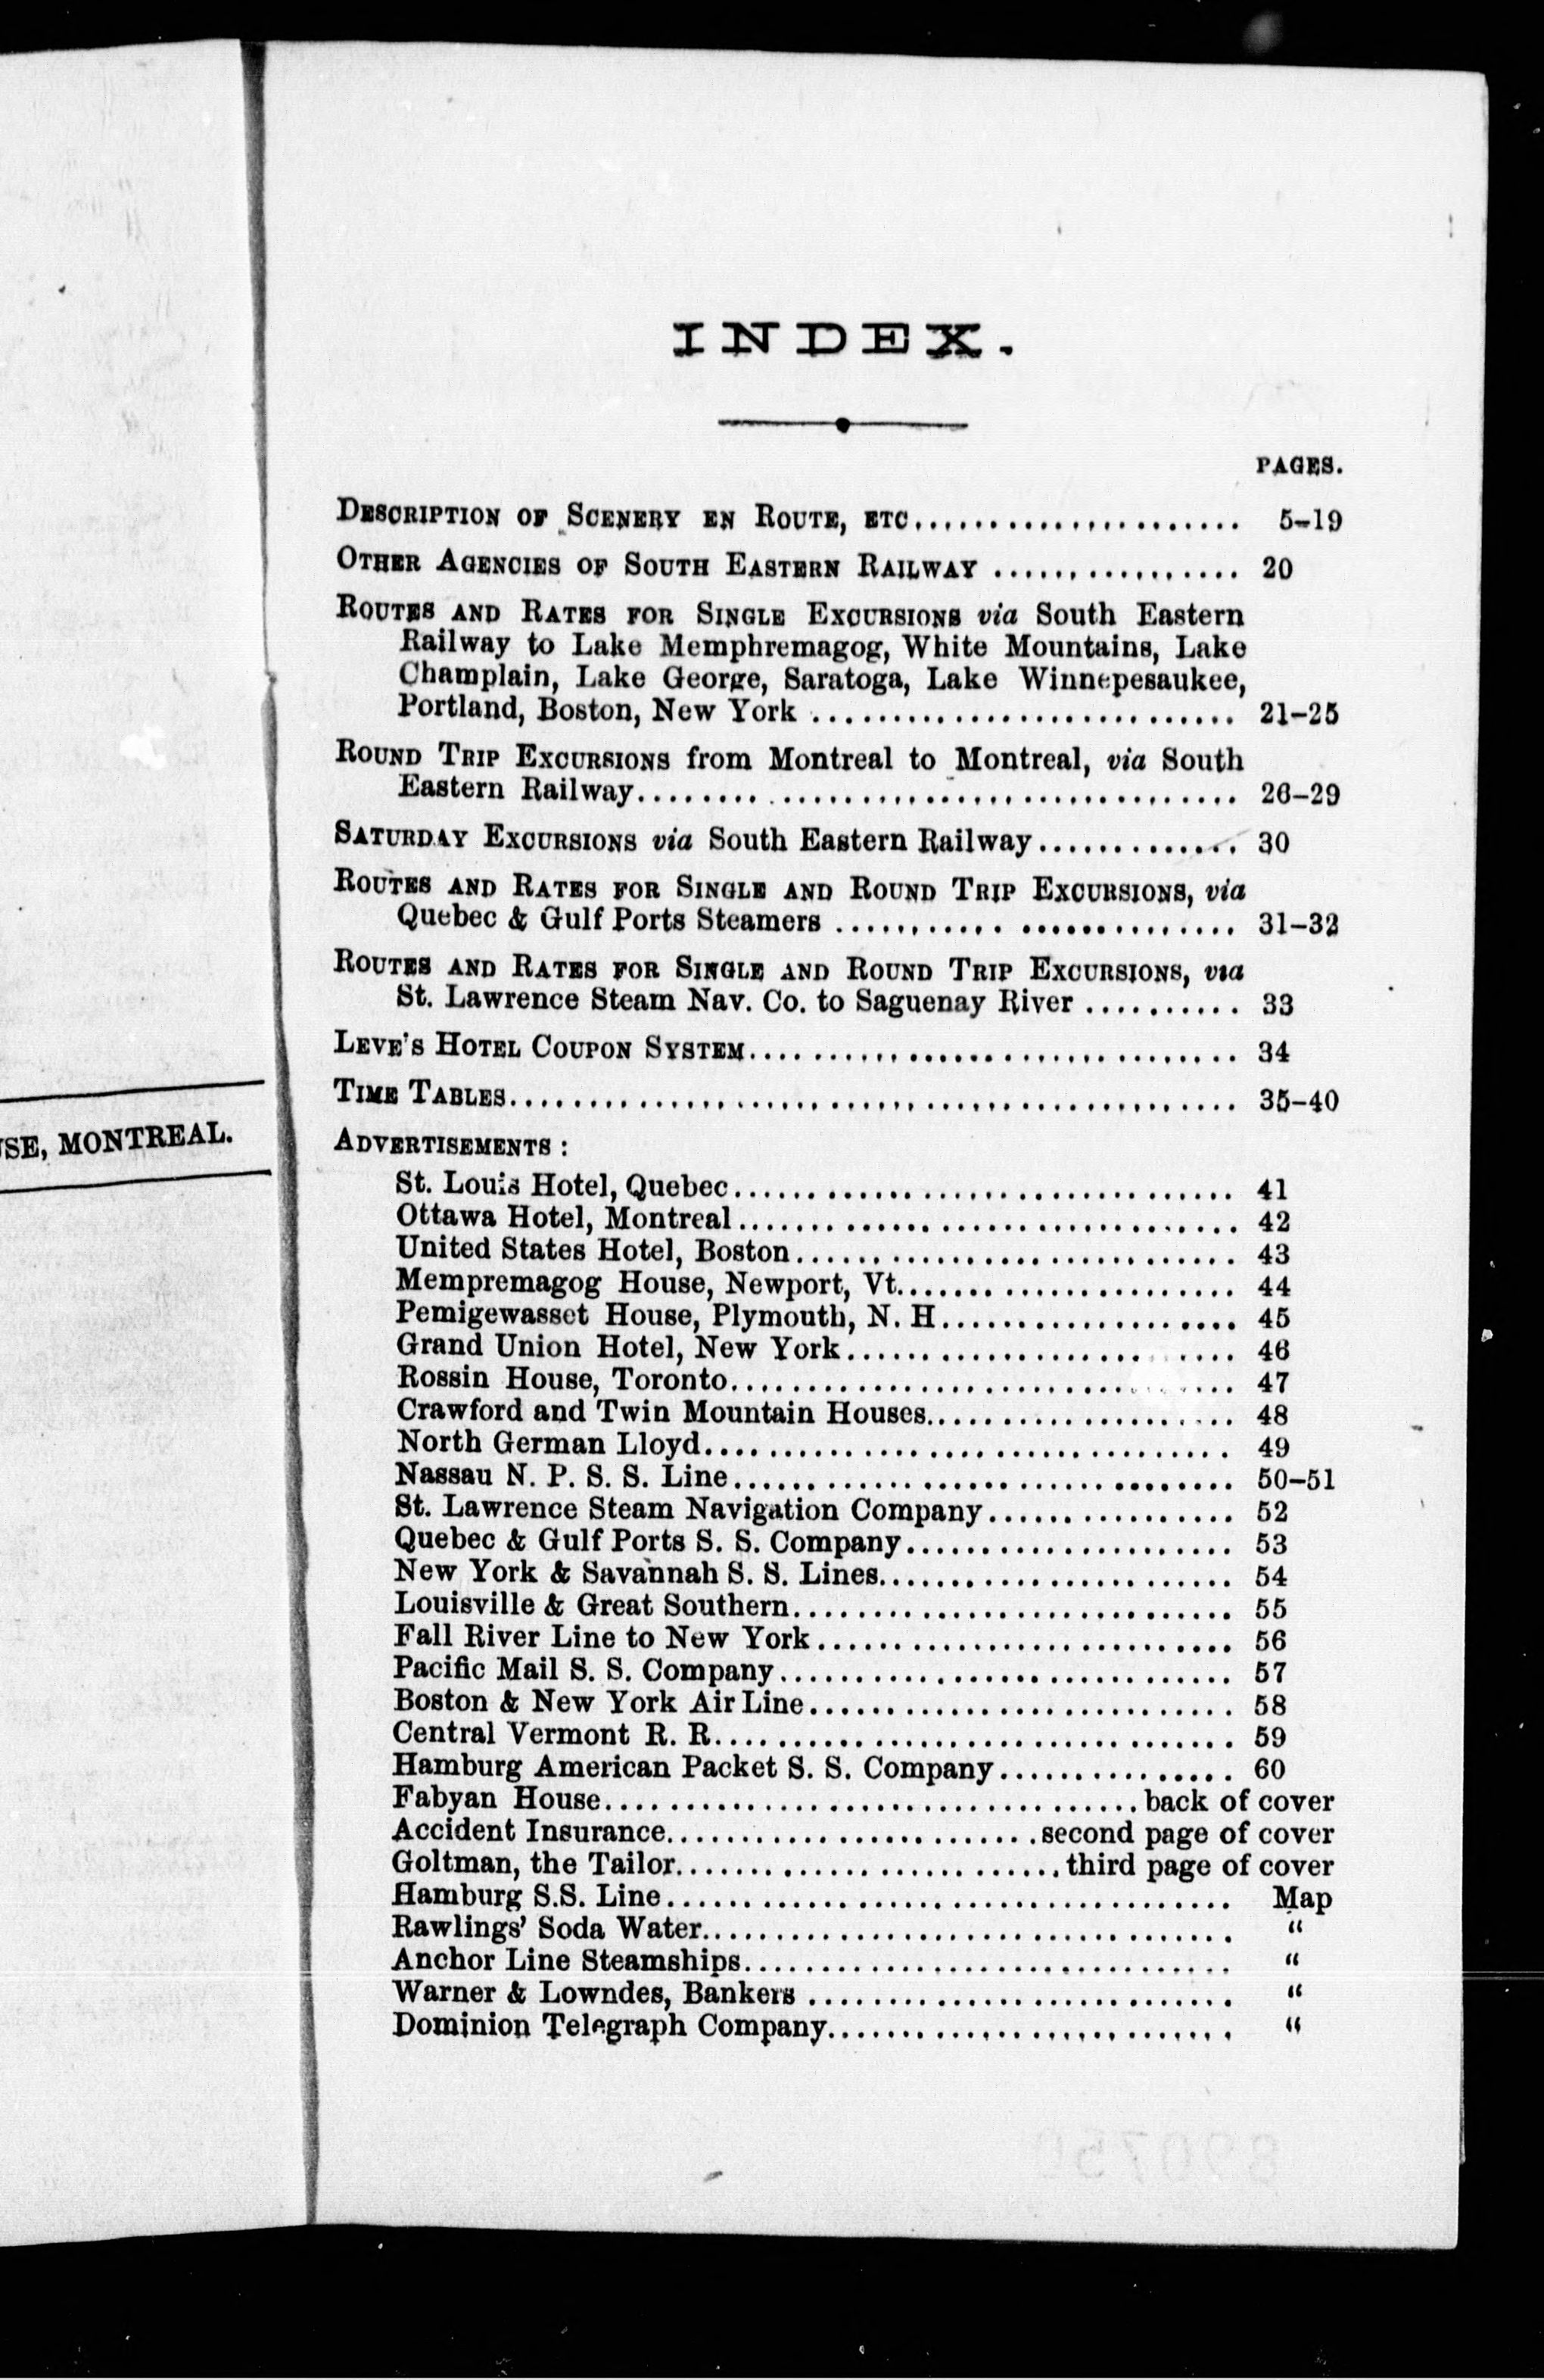 SE, MONTREAL.
INDEX.
PAGES.
DESCRIPTION OF SCENERY EN ROUTE, ETC...................... 5-19
OTHER AGENCIES OF SOUTH EASTERN RAILWAY ................ 20
ROUTES AND RATES FOR SINGLE EXCURSIONS via South Eastern
Railway to Lake Memphremagog, White Mountains, Lake
Champlain, Lake George, Saratoga, Lake Winnepesaukee,
Portland, Boston, New York ........................... 21-25
ROUND TRIP EXCURSIONS from Montreal to Montreal, via South
Eastern Railway........ .............................. 26-29
SATURDAY EXCURSIONS via South Eastern Railway............. 30
ROUTES AND RATES FOR SINGLE AND ROUND TRIP EXCURSIONS, via
Quebec & Gulf Ports Steamers ........... .............. 31-32
ROUTES AND RATES FOR SINGLE AND ROUND TRIP EXCURSIONS, via
St. Lawrence Steam Nav. Co. to Saguenay River .......... 33
LEVE'S HOTEL COUPON SYSTEM................................ 34
TIME TABLES............................................... 35-40
ADVERTISEMENTS :
St. Louis Hotel, Quebec................................ 41
Ottawa Hotel, Montreal................................. 42
United States Hotel, Boston............................ 43
Mempremagog House, Newport, Vt....................... 44
Pemigewasset House, Plymouth, N. H.................... 45
Grand Union Hotel, New York......................... 46
Rossin House, Toronto................................. 47
Crawford and Twin Mountain Houses.................... 48
North German Lloyd.................................. 49
Nassau N. P. S. S. Line................................ 50-51
St. Lawrence Steam Navigation Company................ 52
Quebec & Gulf Ports S. S. Company..................... 53
New York & Savannah S. S. Lines....................... 54
Louisville & Great Southern............................ 55
Fall River Line to New York........................... 56
Pacific Mail S. S. Company............................. 57
Boston & New York Air Line........................... 58
Central Vermont R. R.................................. 59
Hamburg American Packet S. S. Company............... 60
Fabyan House...................................back of cover
Accident Insurance........................second page of cover
Goltman, the Tailor.........................third page of cover
Hamburg S.S. Line.................................... Map
Rawlings' Soda Water.................................. "
Anchor Line Steamships............................... "
Warner & Lowndes, Bankers ........................... "
Dominion Telegraph Company.......................... "